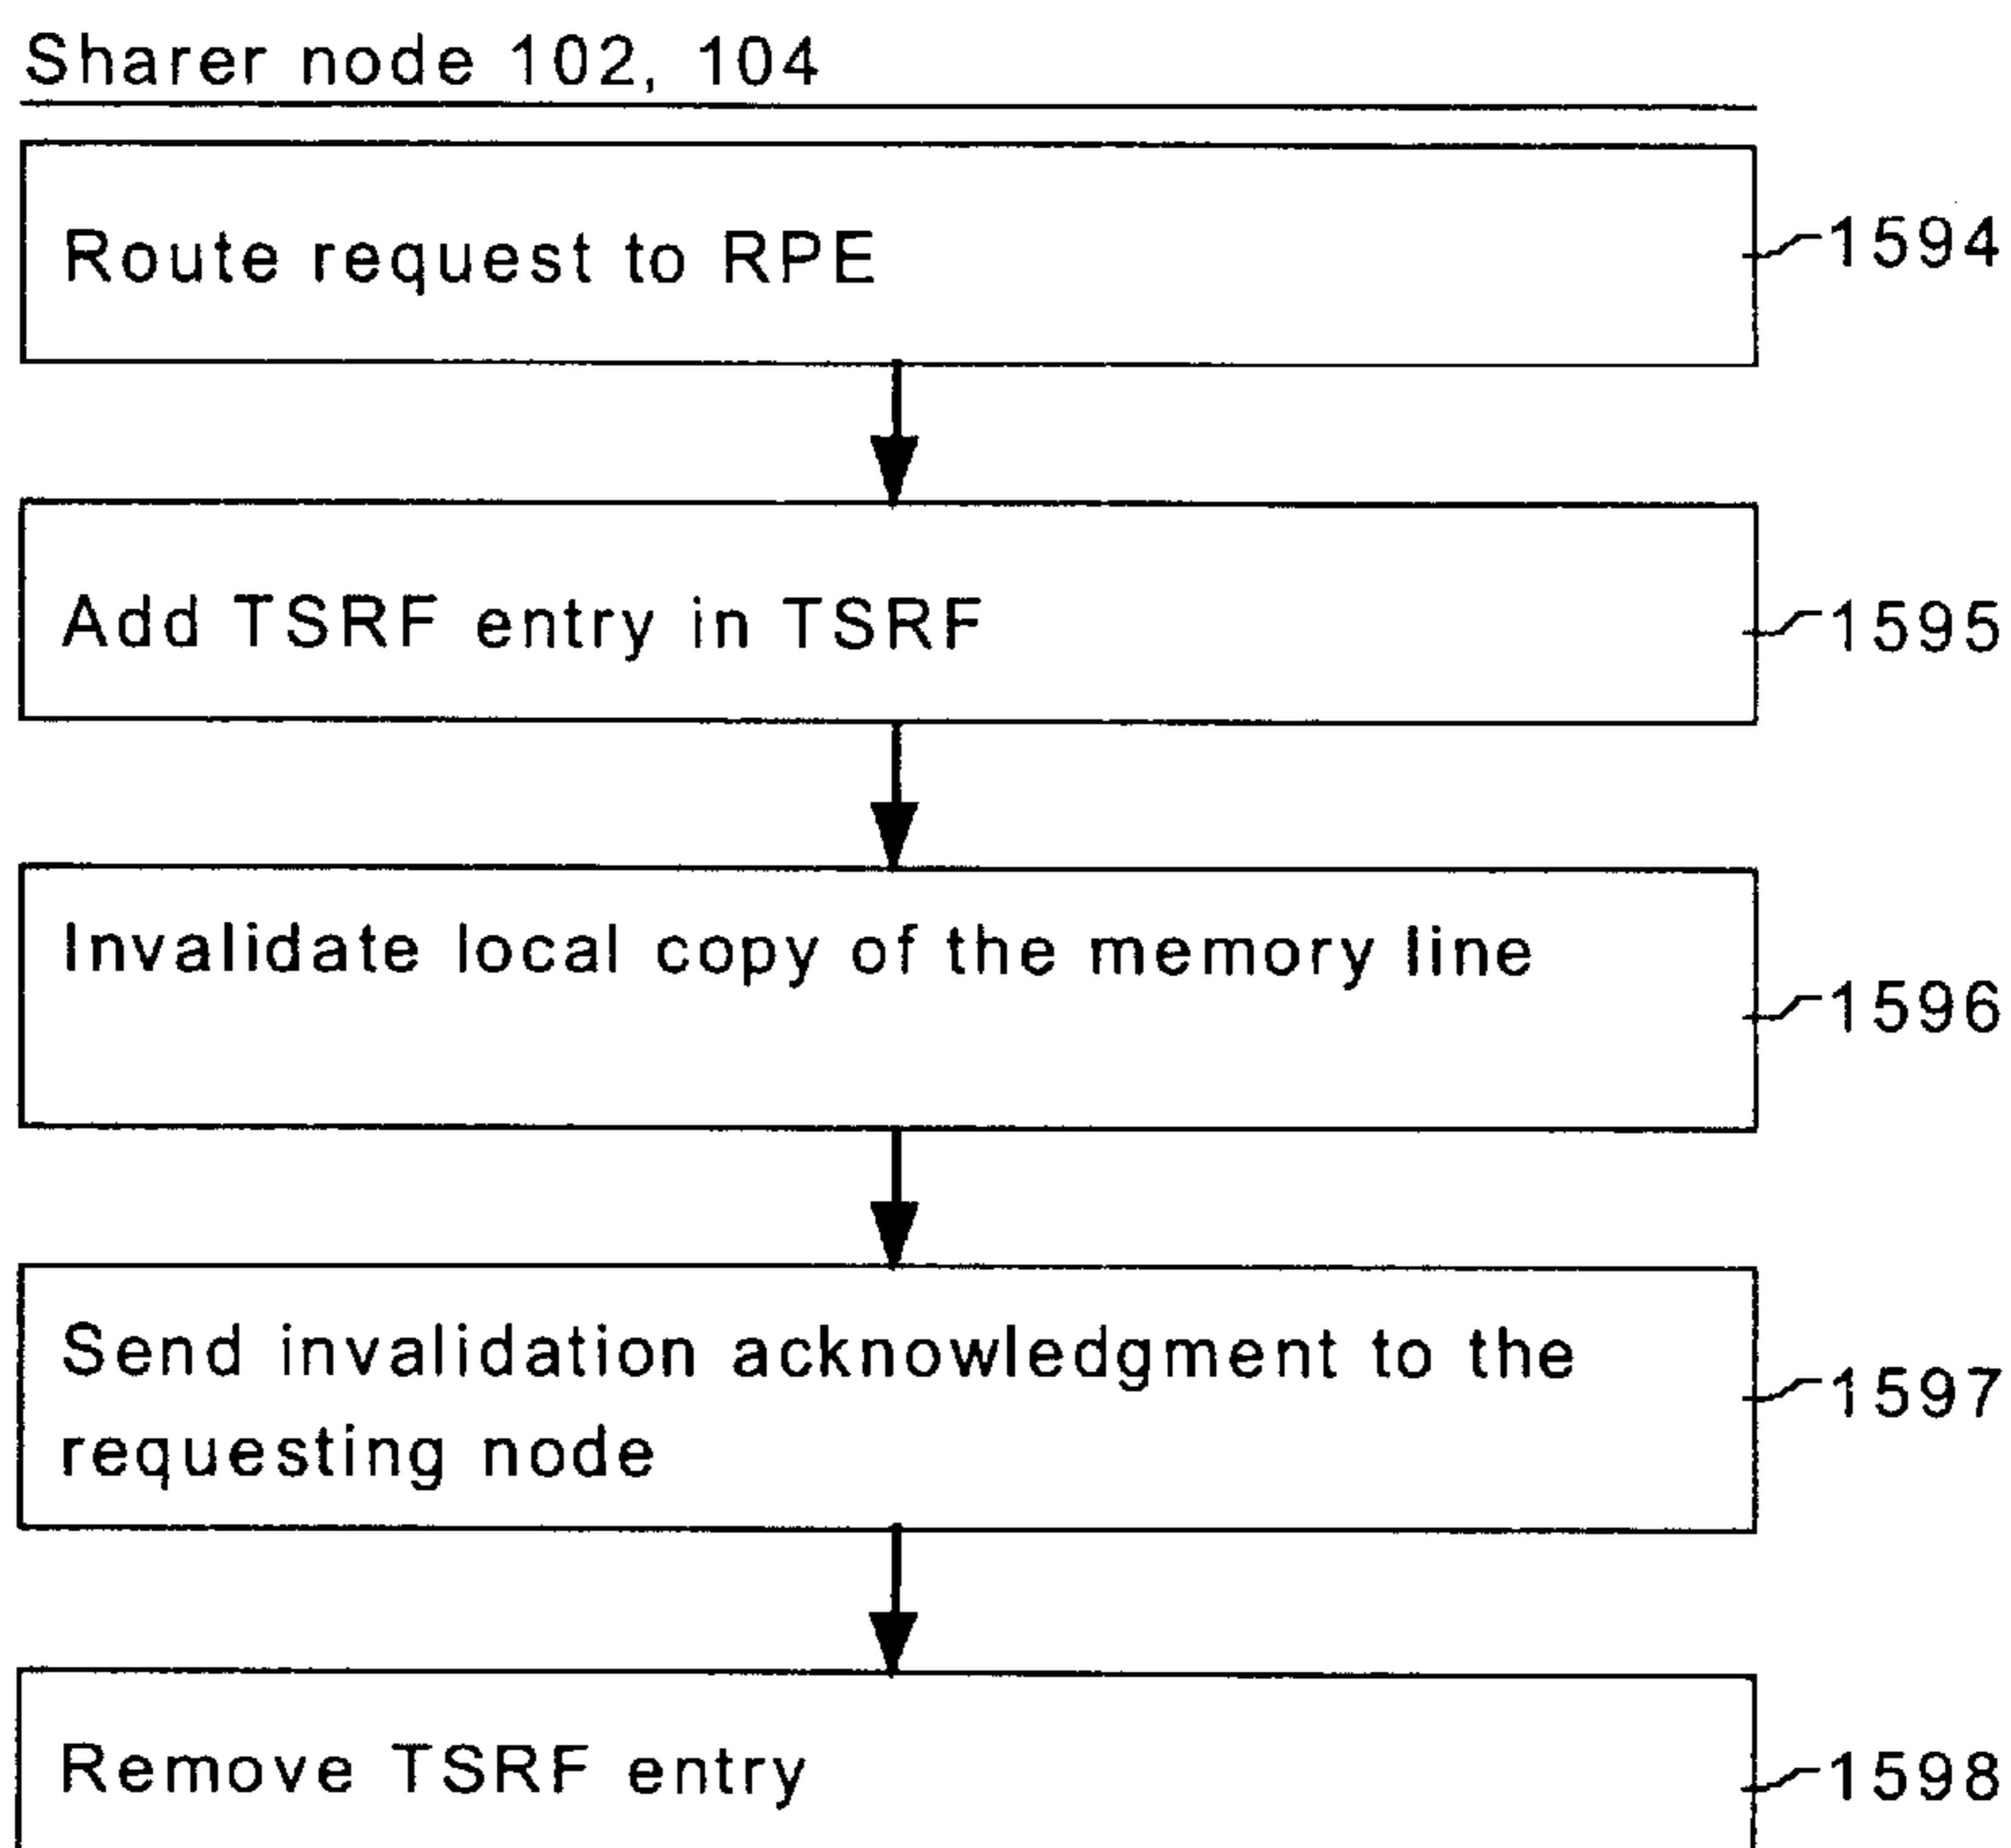 Sharer node 102, 104
Route request to RPE
1594
Add TSRF entry in TSRF
1595
Invalidate local copy of the memory line
1596
Send invalidation acknowledgment to the
requesting node
1597
Remove TSRF entry
1598